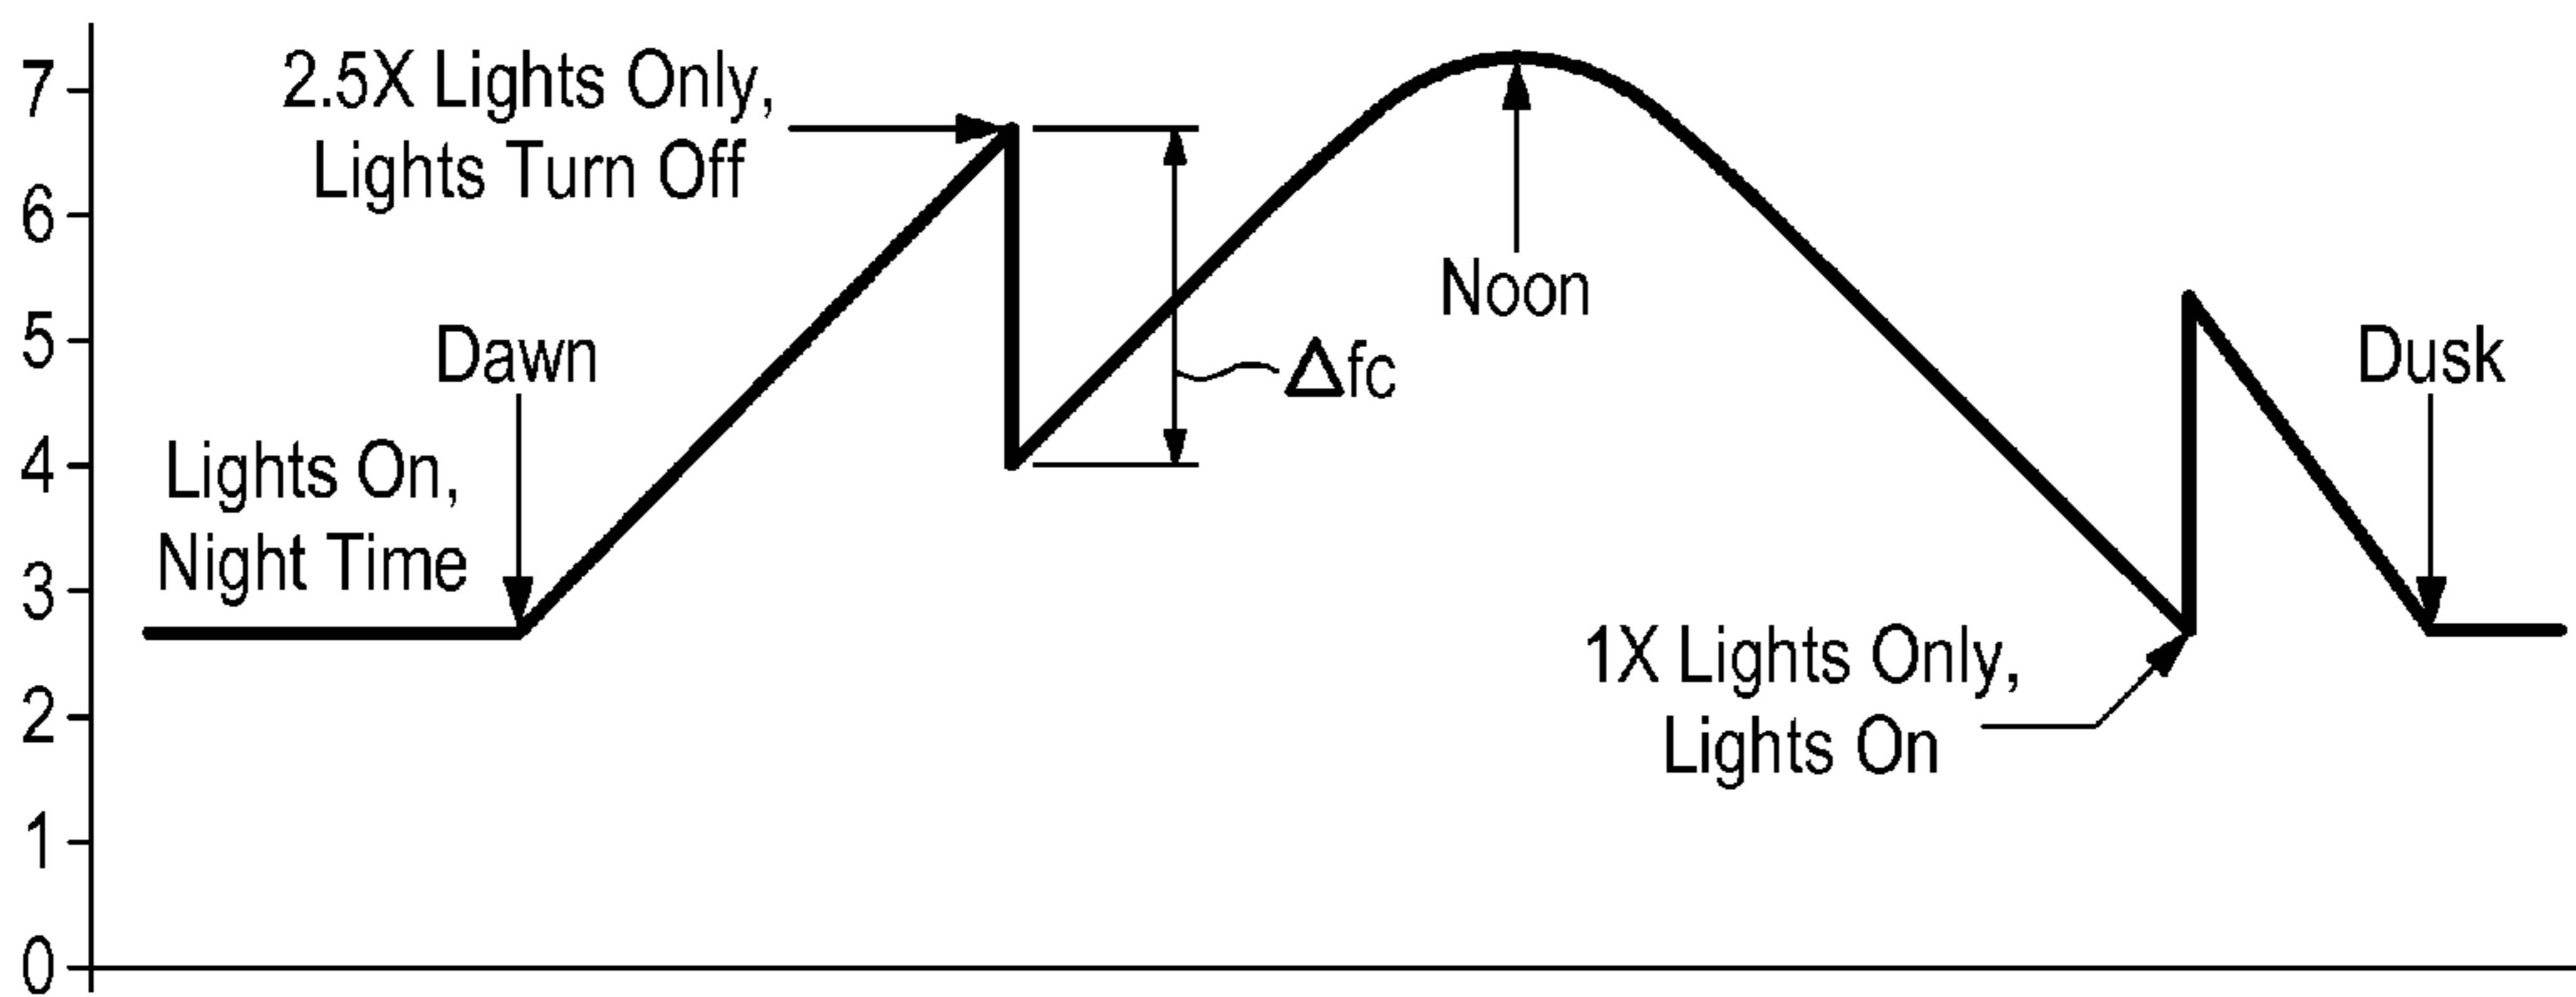 7
6
5
4
3
2
1
0
2.5X Lights Only,
Lights Turn Off
Dawn
Lights On,
Night Time
Δfc
Noon
1X Lights Only,
Lights On
Dusk